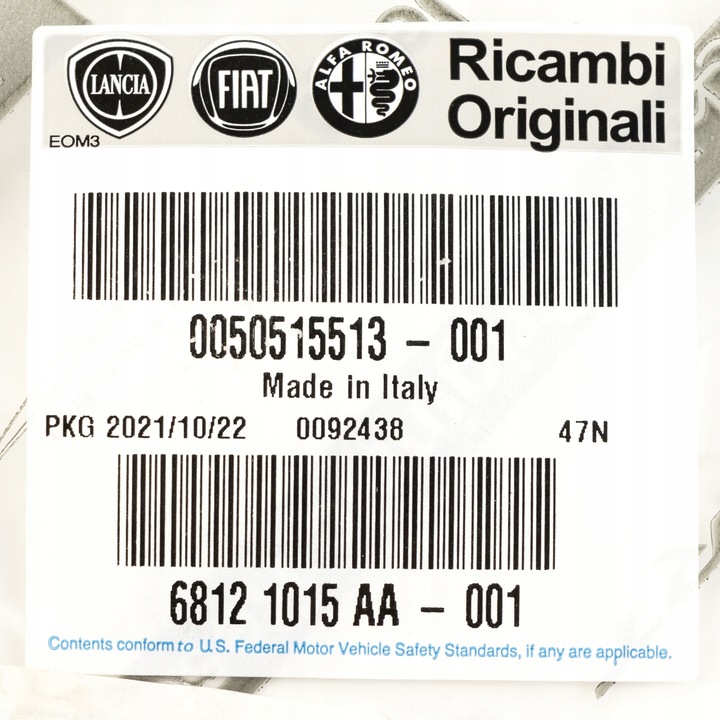 LANCIA FIAT ALFA ROMEO Ricambi
Originali
EOM3
0050515513 - 001
Made in Italy
PKG 2021/10/22 0092438 47N
6812 1015 AA - 001
Contents conform to U.S. Federal Motor Vehicle Safety Standards, if any are applicable.